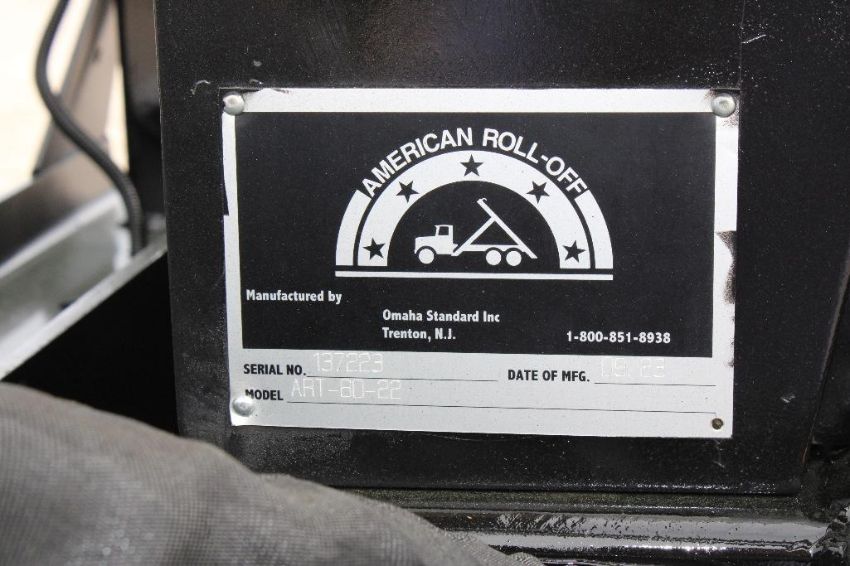 AMERICAN ROLL-OFF
Manufactured by
Omaha Standard Inc
Trenton, N.J. 1-800-851-8938
SERIAL NO. 137223 DATE OF MFG.
MODEL ART-60-22